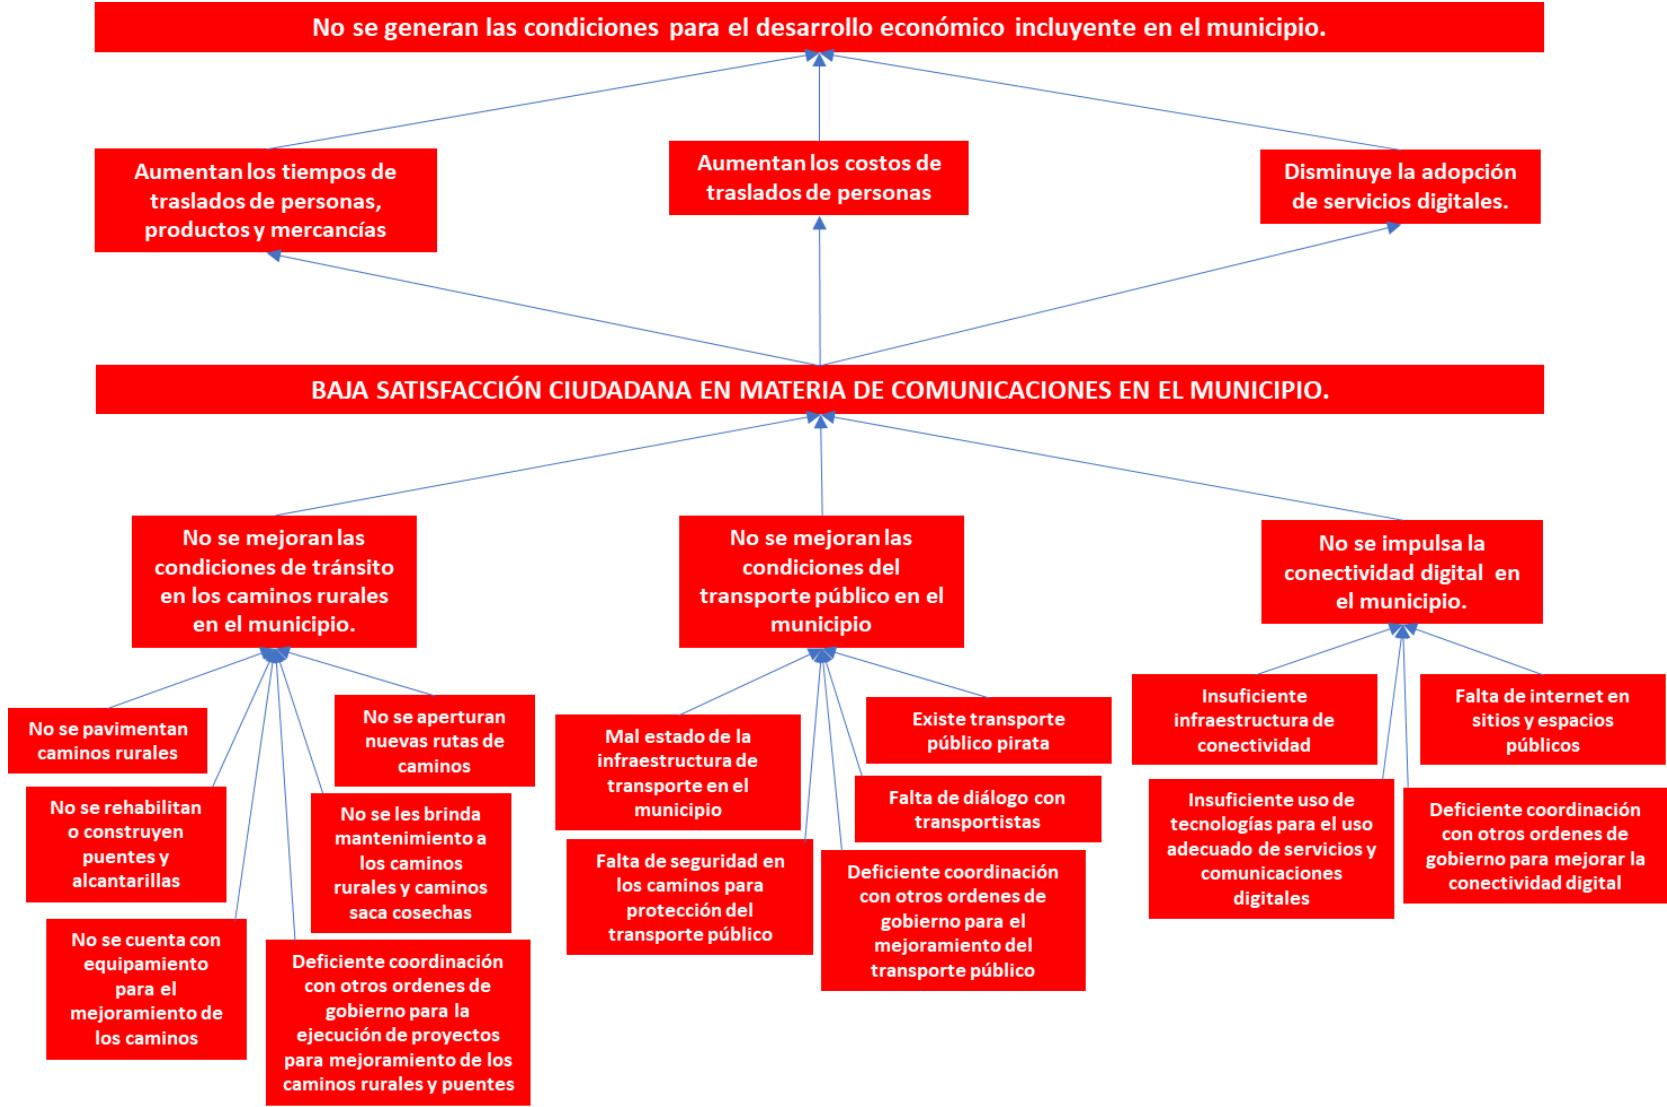 No se generan las condiciones para el desarrollo económico incluyente en el municipio.
Aumentan los tiempos de
traslados de personas,
productos y mercancías
Aumentan los costos de
traslados de personas
Disminuye la adopción
de servicios digitales.
BAJA SATISFACCIÓN CIUDADANA EN MATERIA DE COMUNICACIONES EN EL MUNICIPIO.
No se mejoran las
condiciones de tránsito
en los caminos rurales
en el municipio.
No se mejoran las
condiciones del
transporte público en el
municipio
No se impulsa la
conectividad digital en
el municipio.
No se pavimentan
caminos rurales
No se aperturan
nuevas rutas de
caminos
No se rehabilitan
o construyen
puentes y
alcantarillas
No se les brinda
mantenimiento a
los caminos
rurales y caminos
saca cosechas
No se cuenta con
equipamiento
para el
mejoramiento de
los caminos
Deficiente coordinación
con otros ordenes de
gobierno para la
ejecución de proyectos
para mejoramiento de los
caminos rurales y puentes
Mal estado de la
infraestructura de
transporte en el
municipio
Existe transporte
público pirata
Falta de diálogo con
transportistas
Falta de seguridad en
los caminos para
protección del
transporte público
Deficiente coordinación
con otros ordenes de
gobierno para el
mejoramiento del
transporte público
Insuficiente
infraestructura de
conectividad
Falta de internet en
sitios y espacios
públicos
Insuficiente uso de
tecnologías para el uso
adecuado de servicios y
comunicaciones
digitales
Deficiente coordinación
con otros ordenes de
gobierno para mejorar la
conectividad digital